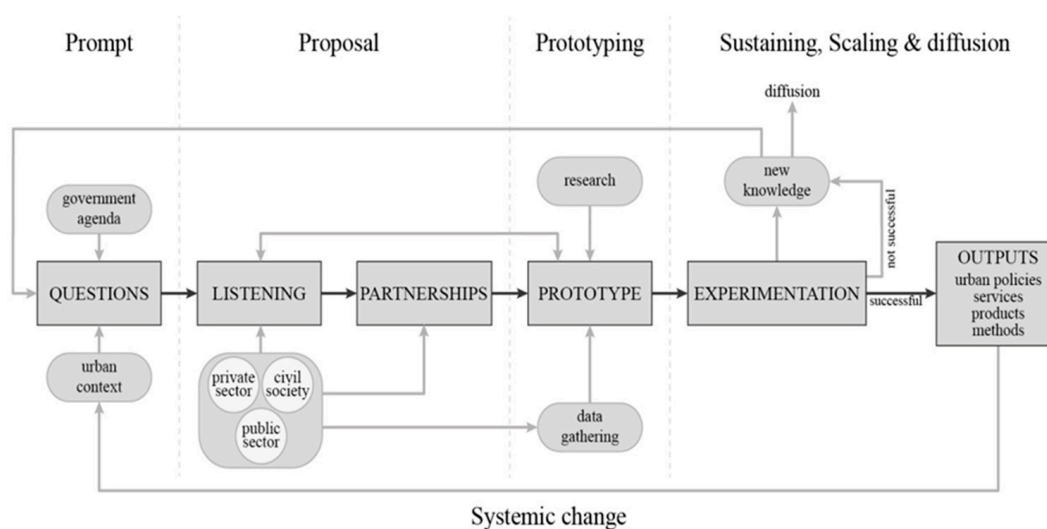 Prompt
Proposal
Prototyping
Sustaining, Scaling & diffusion
diffusion
new
knowledge
research
government
agenda
not successful
QUESTIONS
LISTENING
PARTNERSHIPS
PROTOTYPE
EXPERIMENTATION
successful
OUTPUTS
urban policies
services
products
methods
urban
context
private
sector
civil
society
public
sector
data
gathering
Systemic change